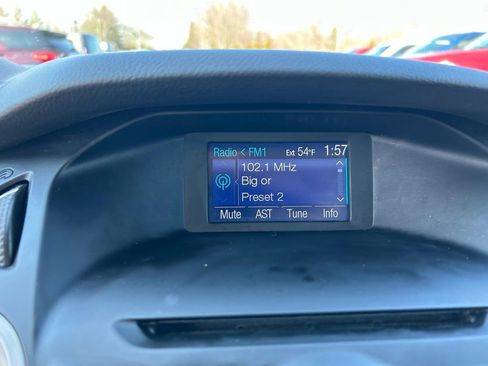 Radio < FM1 Ext 54°F 1:57
102.1 MHz
Big or
Preset 2
Mute AST Tune Info